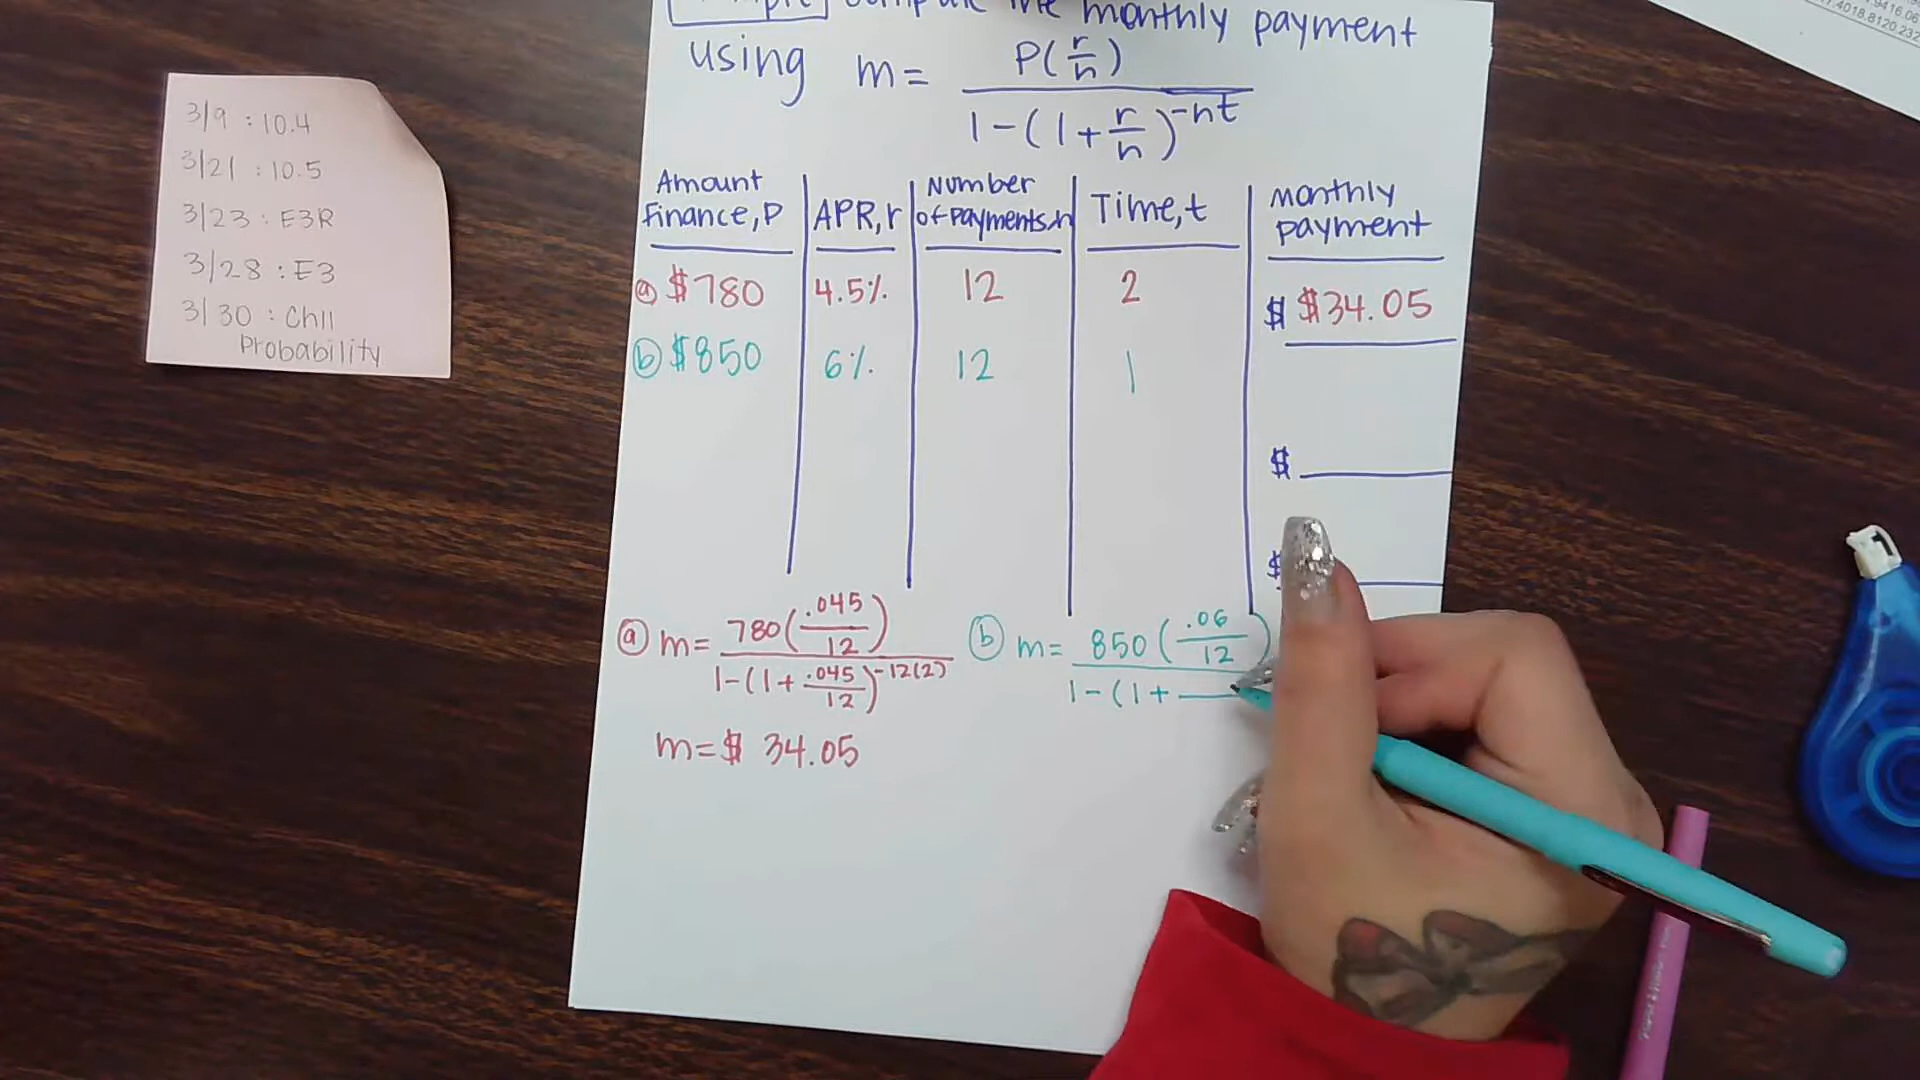 3/9 : 10.4
3/21 : 10.5
3/23 : E3R
3/28 : E3
3/30 : Ch11
Probability
the monthly payment
using m = P(r/n) / 1-(1+r/n)^-nt
Amount Finance, P | APR, r | Number of payments, n | Time, t | monthly payment
(a) $780 | 4.5% | 12 | 2 | $ $34.05
(b) $850 | 6% | 12 | 1
$
$
(a) m = 780(.045/12) / 1-(1+.045/12)^-12(2)
m = $ 34.05
(b) m = 850(.06/12) / 1-(1+